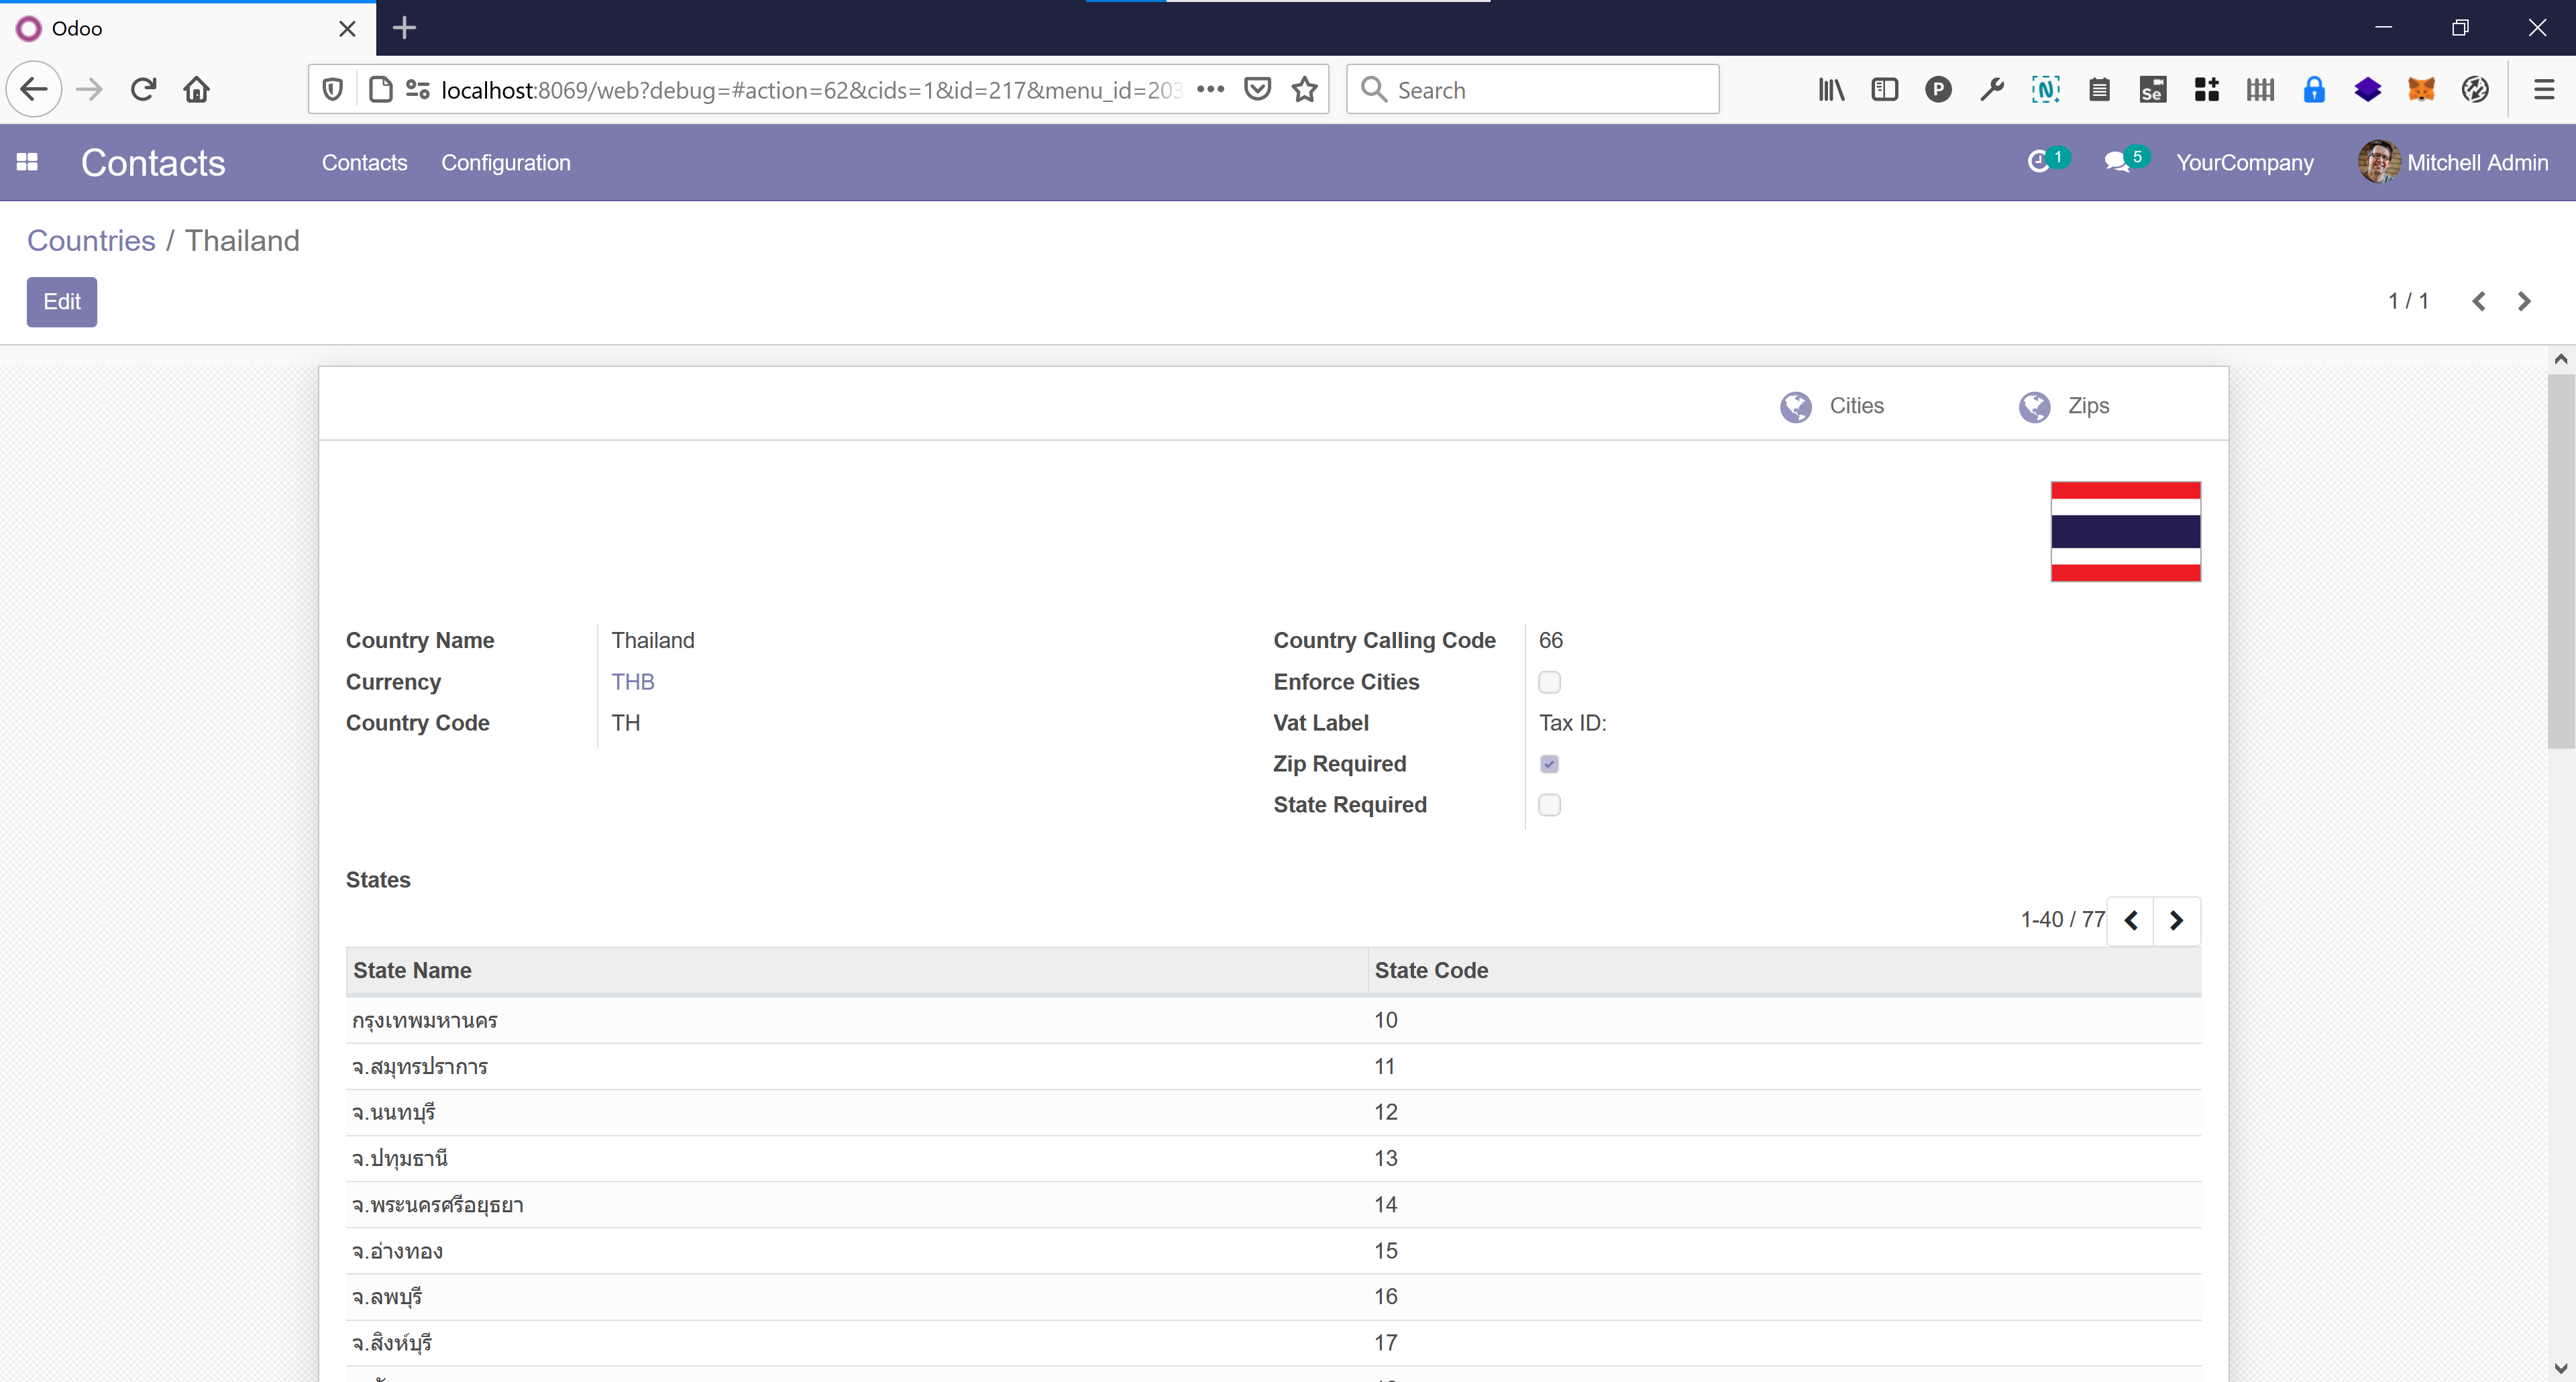 Odoo
localhost:8069/web?debug=#action=62&cids=1&id=217&menu_id=203
Search
Contacts
Contacts
Configuration
1
5
YourCompany
Mitchell Admin
Countries / Thailand
Edit
1 / 1
Cities
Zips
Country Name
Thailand
Currency
THB
Country Code
TH
Country Calling Code
66
Enforce Cities
Vat Label
Tax ID:
Zip Required
State Required
States
1-40 / 77
State Name
State Code
กรุงเทพมหานคร
10
จ.สมุทรปราการ
11
จ.นนทบุรี
12
จ.ปทุมธานี
13
จ.พระนครศรีอยุธยา
14
จ.อ่างทอง
15
จ.ลพบุรี
16
จ.สิงห์บุรี
17